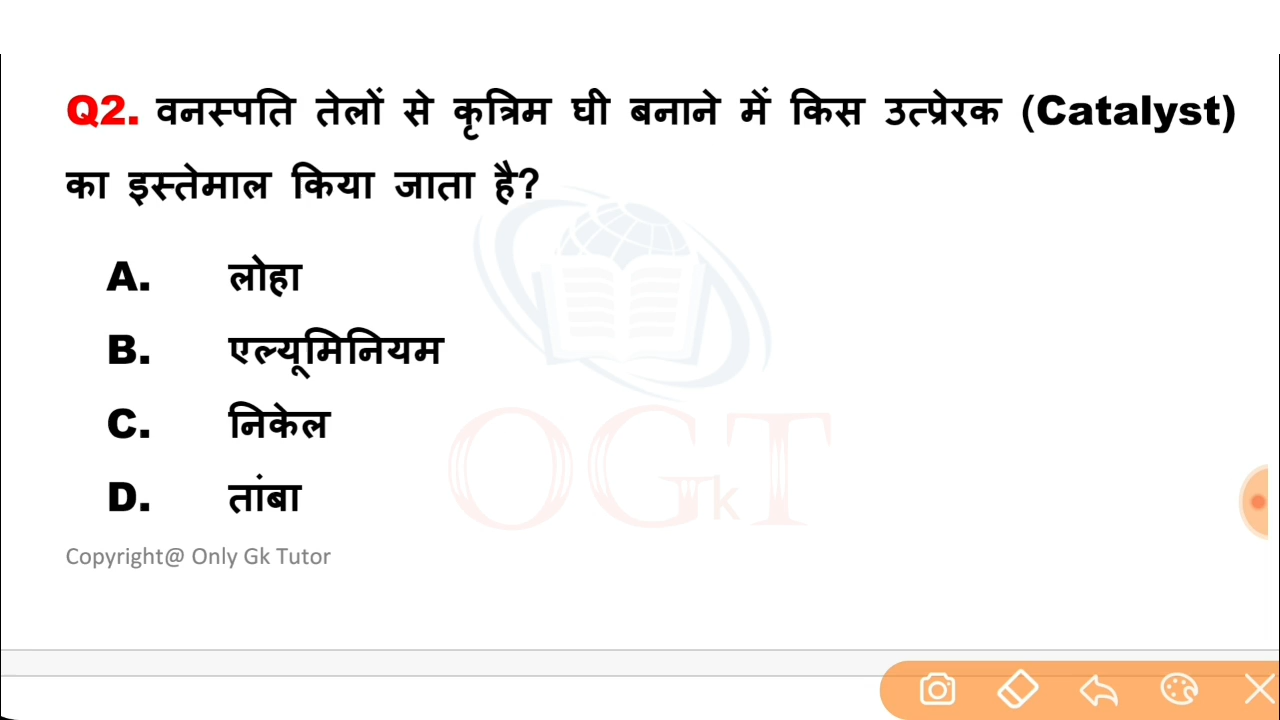 Q2. वनस्पति तेलों से कृत्रिम घी बनाने में किस उत्प्रेरक (Catalyst)
का इस्तेमाल किया जाता है?
A. लोहा
B. एल्यूमिनियम
C. निकेल
D. तांबा
OGkT
Copyright@ Only Gk Tutor